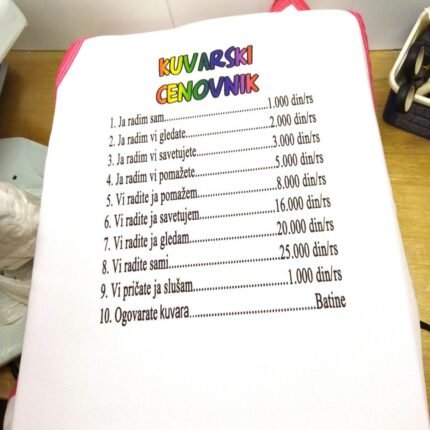 KUVARSKI
CENOVNIK
1. Ja radim sam..............................1.000 din/rs
2. Ja radim vi gledate........................2.000 din/rs
3. Ja radim vi savetujete.....................3.000 din/rs
4. Ja radim vi pomažete.......................5.000 din/rs
5. Vi radite ja pomažem.......................8.000 din/rs
6. Vi radite ja savetujem.....................16.000 din/rs
7. Vi radite ja gledam........................20.000 din/rs
8. Vi radite sami.............................25.000 din/rs
9. Vi pričate ja slušam.......................1.000 din/rs
10. Ogovarate kuvara..........................Batine